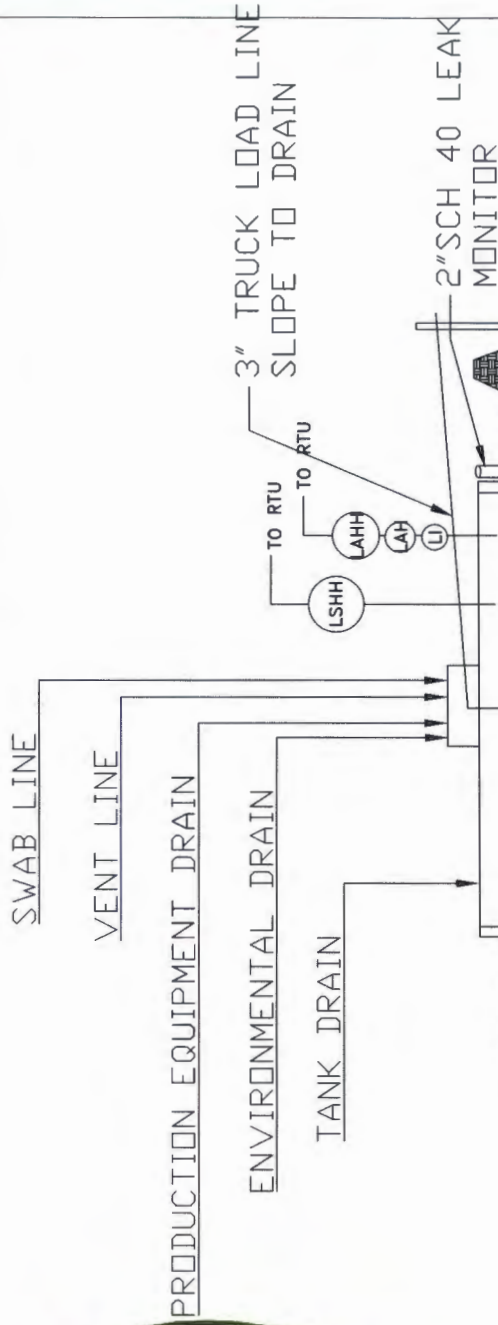 SWAB LINE
VENT LINE
PRODUCTION EQUIPMENT DRAIN
ENVIRONMENTAL DRAIN
TANK DRAIN
TO RTU
TO RTU
LSHH
LAHH
LAH
LI
3" TRUCK LOAD LINE
SLOPE TO DRAIN
2"SCH 40 LEAK
MONITOR